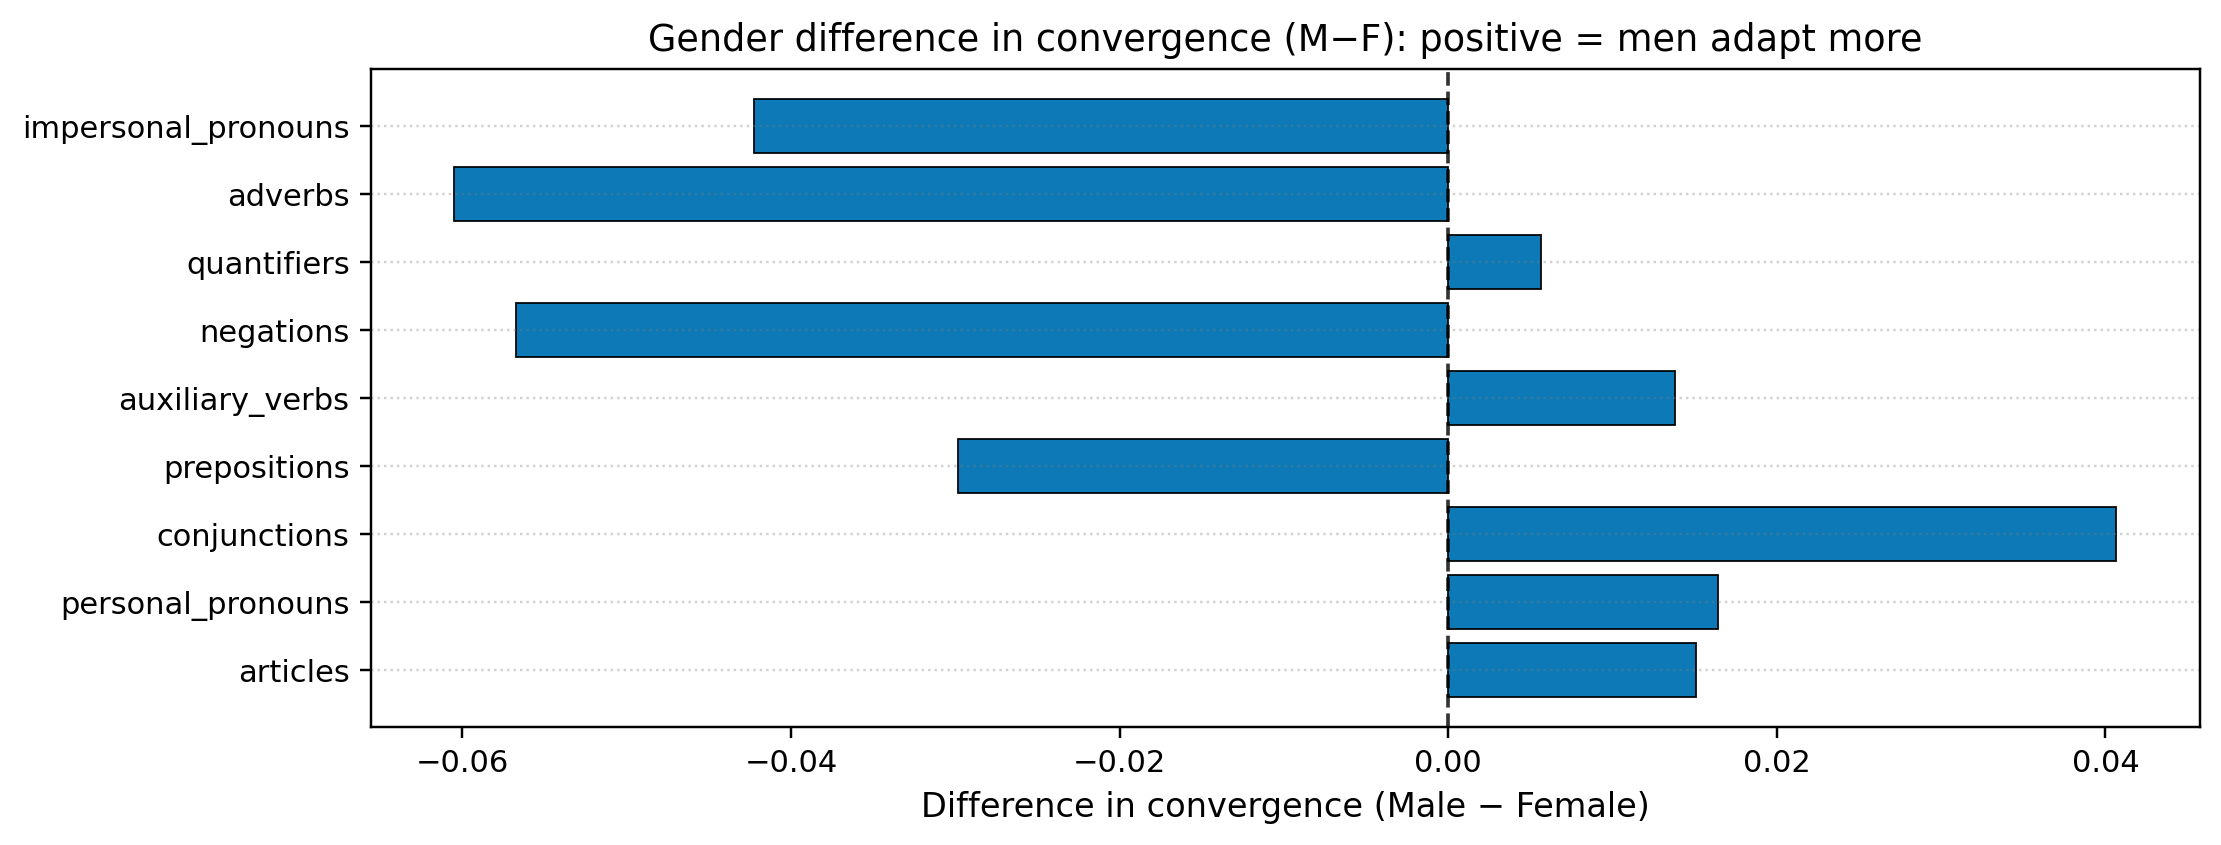 Gender difference in convergence (M−F): positive = men adapt more
impersonal_pronouns
adverbs
quantifiers
negations
auxiliary_verbs
prepositions
conjunctions
personal_pronouns
articles
−0.06 −0.04 −0.02 0.00 0.02 0.04
Difference in convergence (Male − Female)